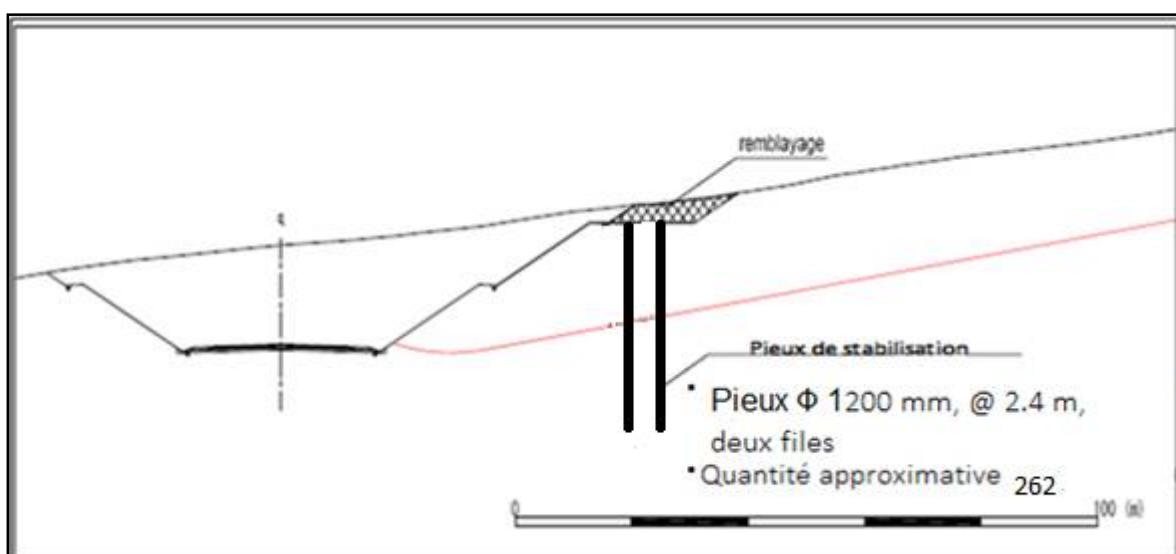 remblayage
Pieux de stabilisation
▪ Pieux Φ 1200 mm, @ 2.4 m,
deux files
▪ Quantité approximative 262
0 100 (m)